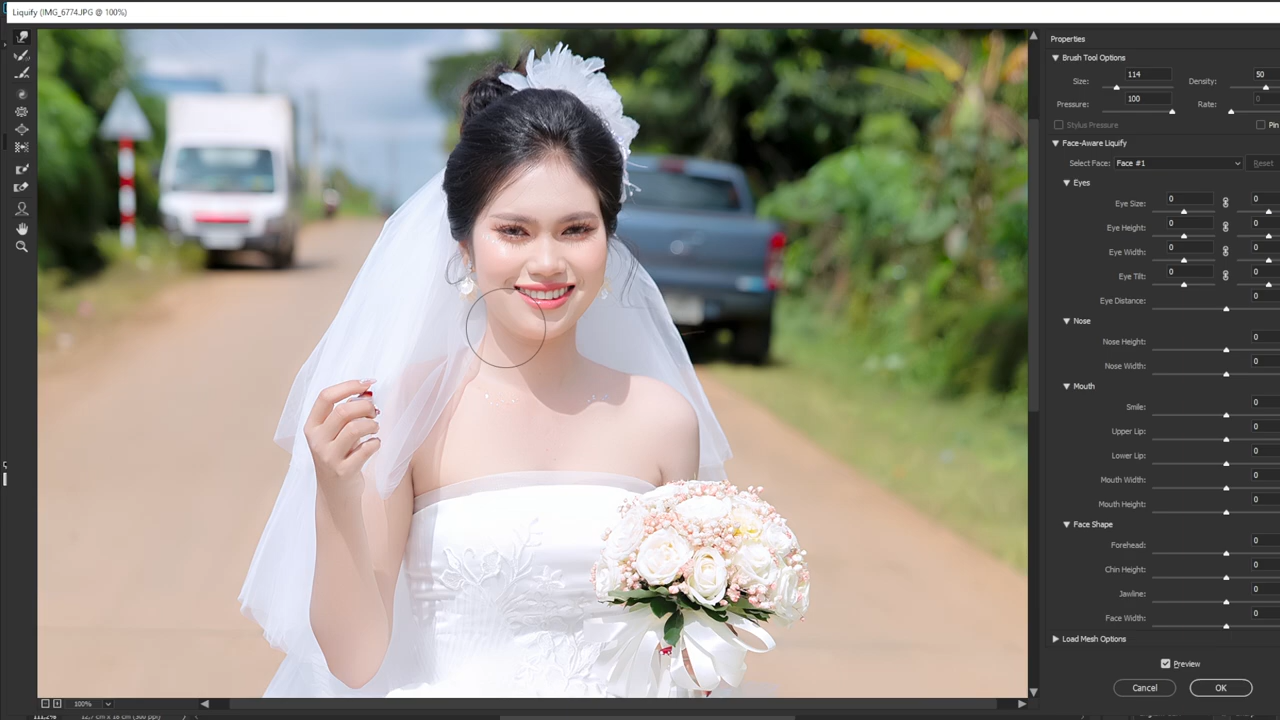 Liquify (IMG_6774.JPG @ 100%)
Properties
Brush Tool Options
Size: 114 Density: 50
Pressure: 100 Rate: 0
Stylus Pressure Pin
Face-Aware Liquify
Select Face: Face #1 Reset
Eyes
Eye Size: 0 0
Eye Height: 0 0
Eye Width: 0 0
Eye Tilt: 0 0
Eye Distance: 0
Nose
Nose Height: 0
Nose Width: 0
Mouth
Smile: 0
Upper Lip: 0
Lower Lip: 0
Mouth Width: 0
Mouth Height: 0
Face Shape
Forehead: 0
Chin Height: 0
Jawline: 0
Face Width: 0
Load Mesh Options
Preview
Cancel OK
100%